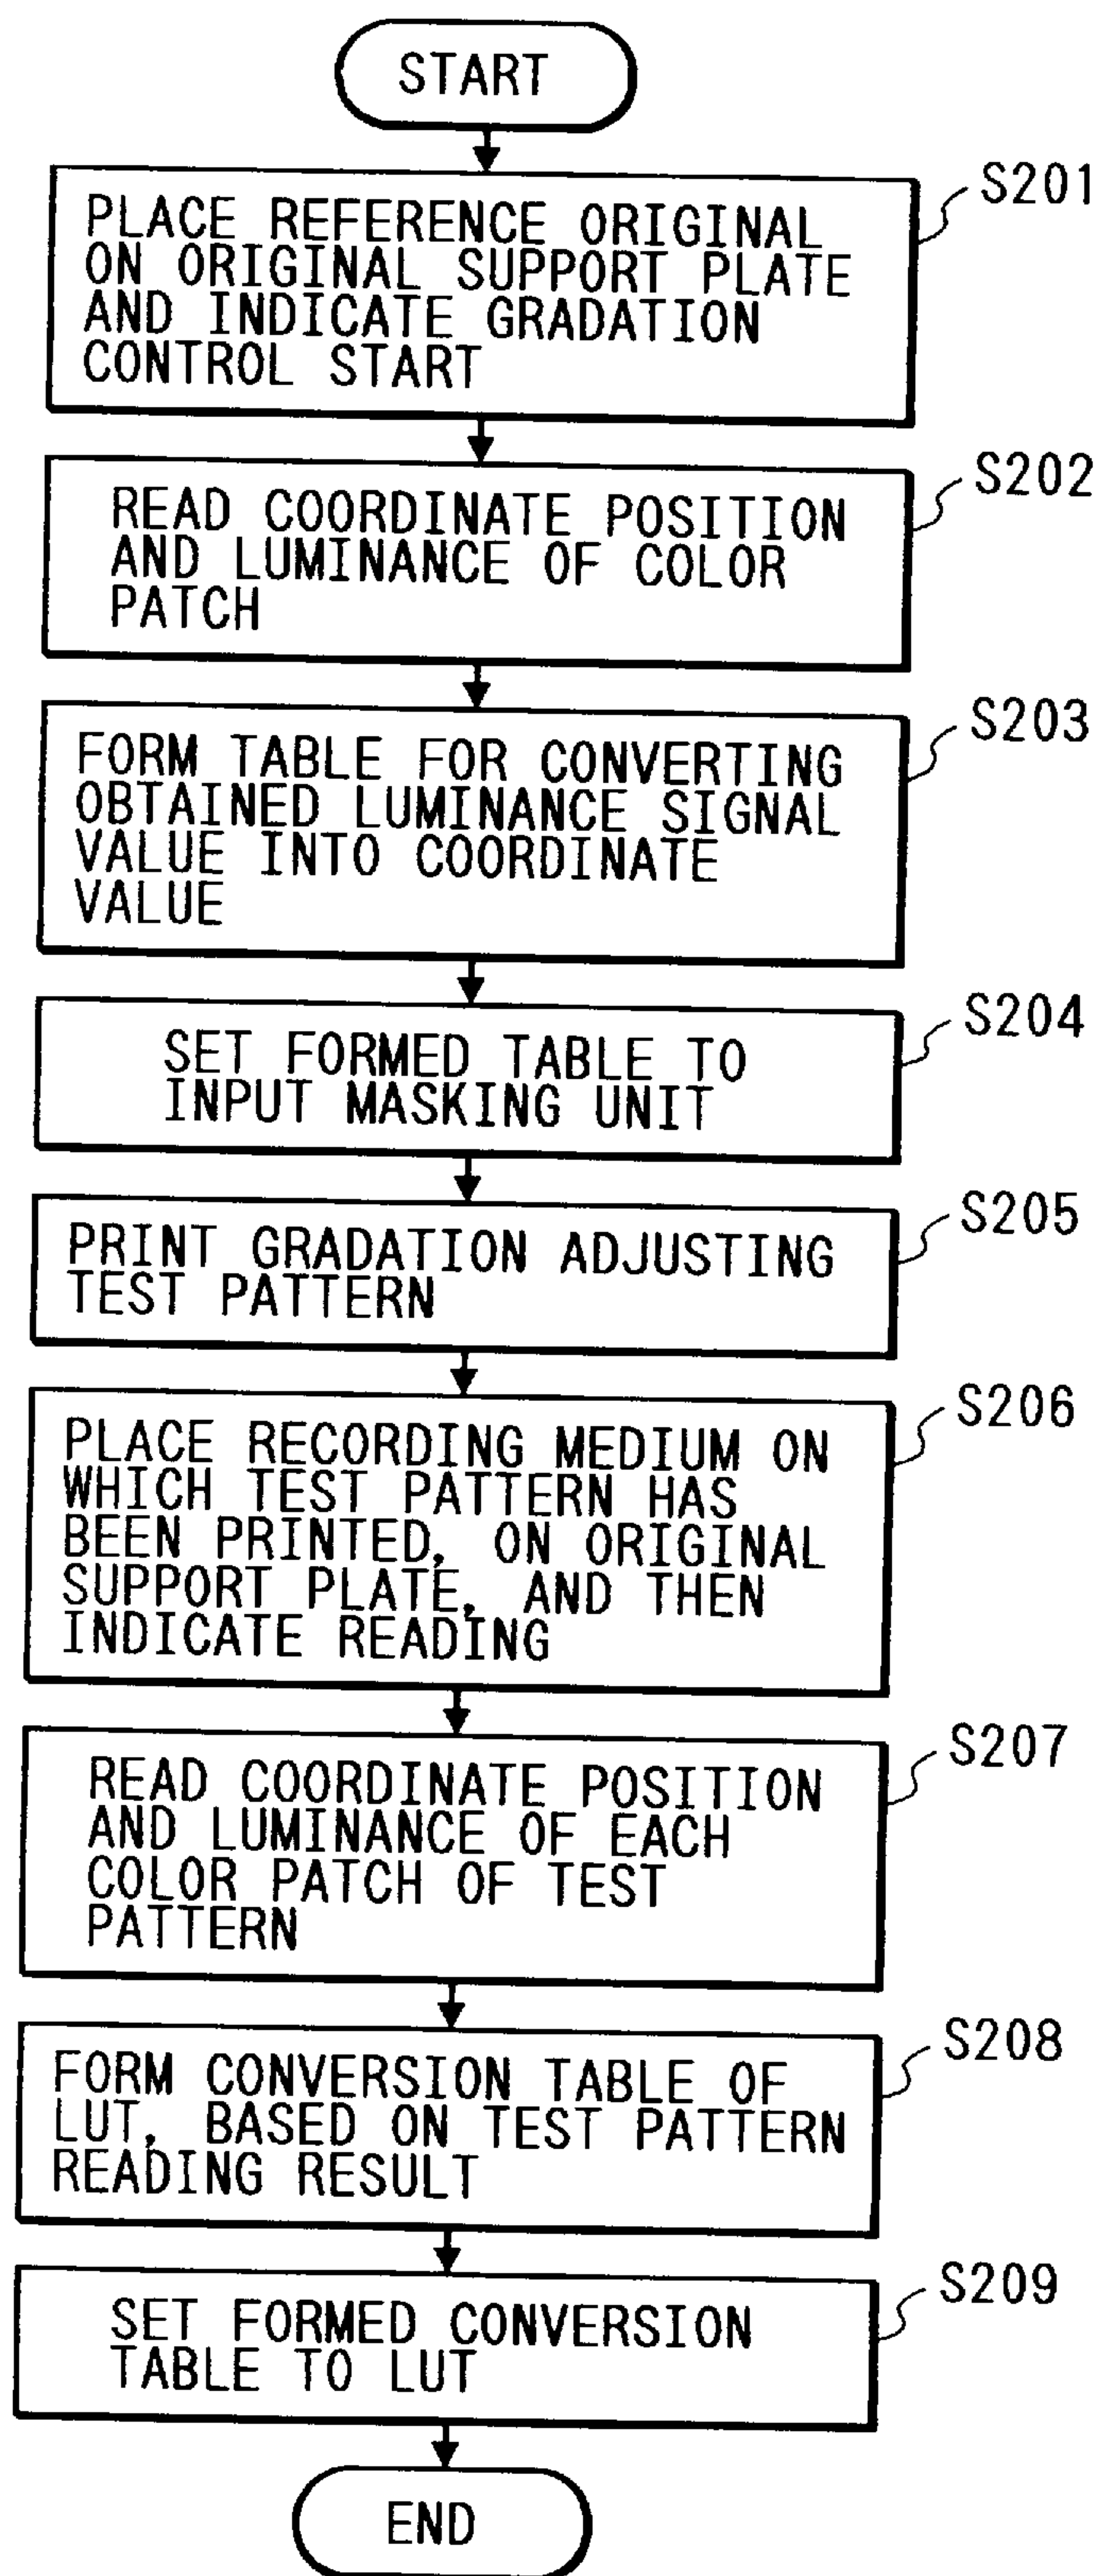 START
S201
PLACE REFERENCE ORIGINAL
ON ORIGINAL SUPPORT PLATE
AND INDICATE GRADATION
CONTROL START
S202
READ COORDINATE POSITION
AND LUMINANCE OF COLOR
PATCH
S203
FORM TABLE FOR CONVERTING
OBTAINED LUMINANCE SIGNAL
VALUE INTO COORDINATE
VALUE
S204
SET FORMED TABLE TO
INPUT MASKING UNIT
S205
PRINT GRADATION ADJUSTING
TEST PATTERN
S206
PLACE RECORDING MEDIUM ON
WHICH TEST PATTERN HAS
BEEN PRINTED, ON ORIGINAL
SUPPORT PLATE, AND THEN
INDICATE READING
S207
READ COORDINATE POSITION
AND LUMINANCE OF EACH
COLOR PATCH OF TEST
PATTERN
S208
FORM CONVERSION TABLE OF
LUT, BASED ON TEST PATTERN
READING RESULT
S209
SET FORMED CONVERSION
TABLE TO LUT
END